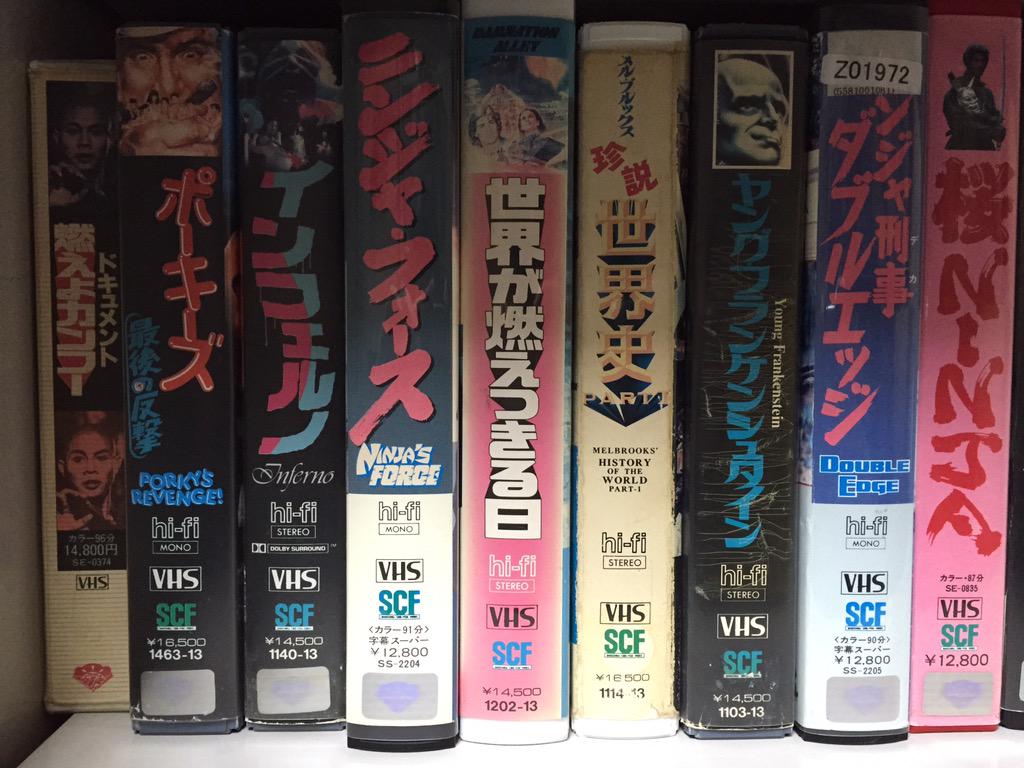 ドキュメント
燃えよカンフー
カラー96分
14,800円
SE-0374
VHS
ポーキーズ
最後の反撃
PORKY'S
REVENGE!
hi-fi
MONO
VHS
SCF
¥16,500
1463-13
インフェルノ
Inferno
hi-fi
STEREO
DOLBY SURROUND
VHS
SCF
¥14,500
1140-13
ニンジャ・フォース
NINJA'S
FORCE
hi-fi
MONO
VHS
SCF
〈カラー91分〉
字幕スーパー
¥12,800
SS-2204
DAMNATION
ALLEY
世界が燃えつきる日
hi-fi
STEREO
VHS
SCF
¥14,500
1202-13
メル・ブルックス
珍説
世界史
PART I
MELBROOKS'
HISTORY
OF THE
WORLD
PART-I
hi-fi
STEREO
VHS
SCF
¥16,500
1114-13
ヤング・フランケンシュタイン
Young Frankenstein
hi-fi
STEREO
VHS
SCF
¥14,500
1103-13
Z01972
ニンジャ刑事
デカ
ダブルエッジ
DOUBLE
EDGE
hi-fi
MONO
VHS
SCF
〈カラー90分〉
字幕スーパー
¥12,800
SS-2205
桜ニンニン
カラー・87分
SE-0835
VHS
SCF
¥12,800